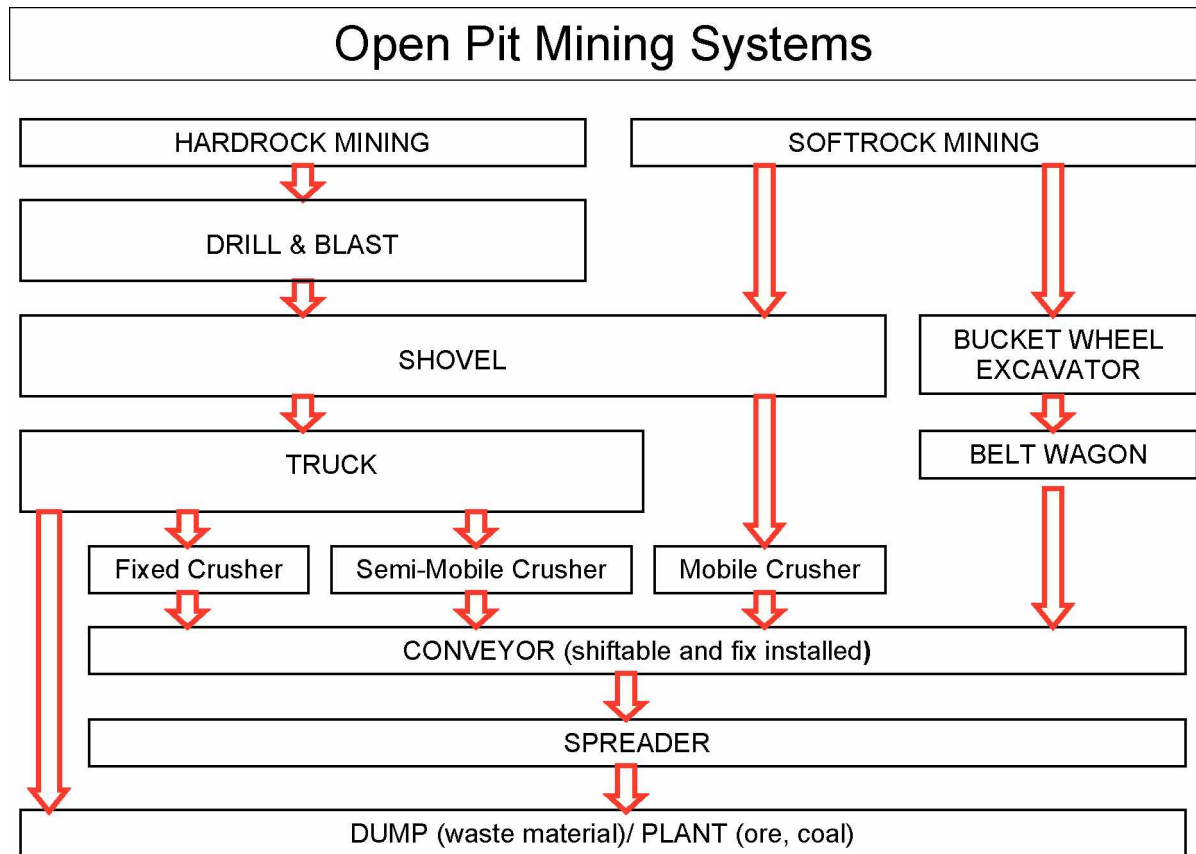 Open Pit Mining Systems
HARDROCK MINING
SOFTROCK MINING
DRILL & BLAST
SHOVEL
BUCKET WHEEL
EXCAVATOR
TRUCK
BELT WAGON
Fixed Crusher
Semi-Mobile Crusher
Mobile Crusher
CONVEYOR (shiftable and fix installed)
SPREADER
DUMP (waste material)/ PLANT (ore, coal)